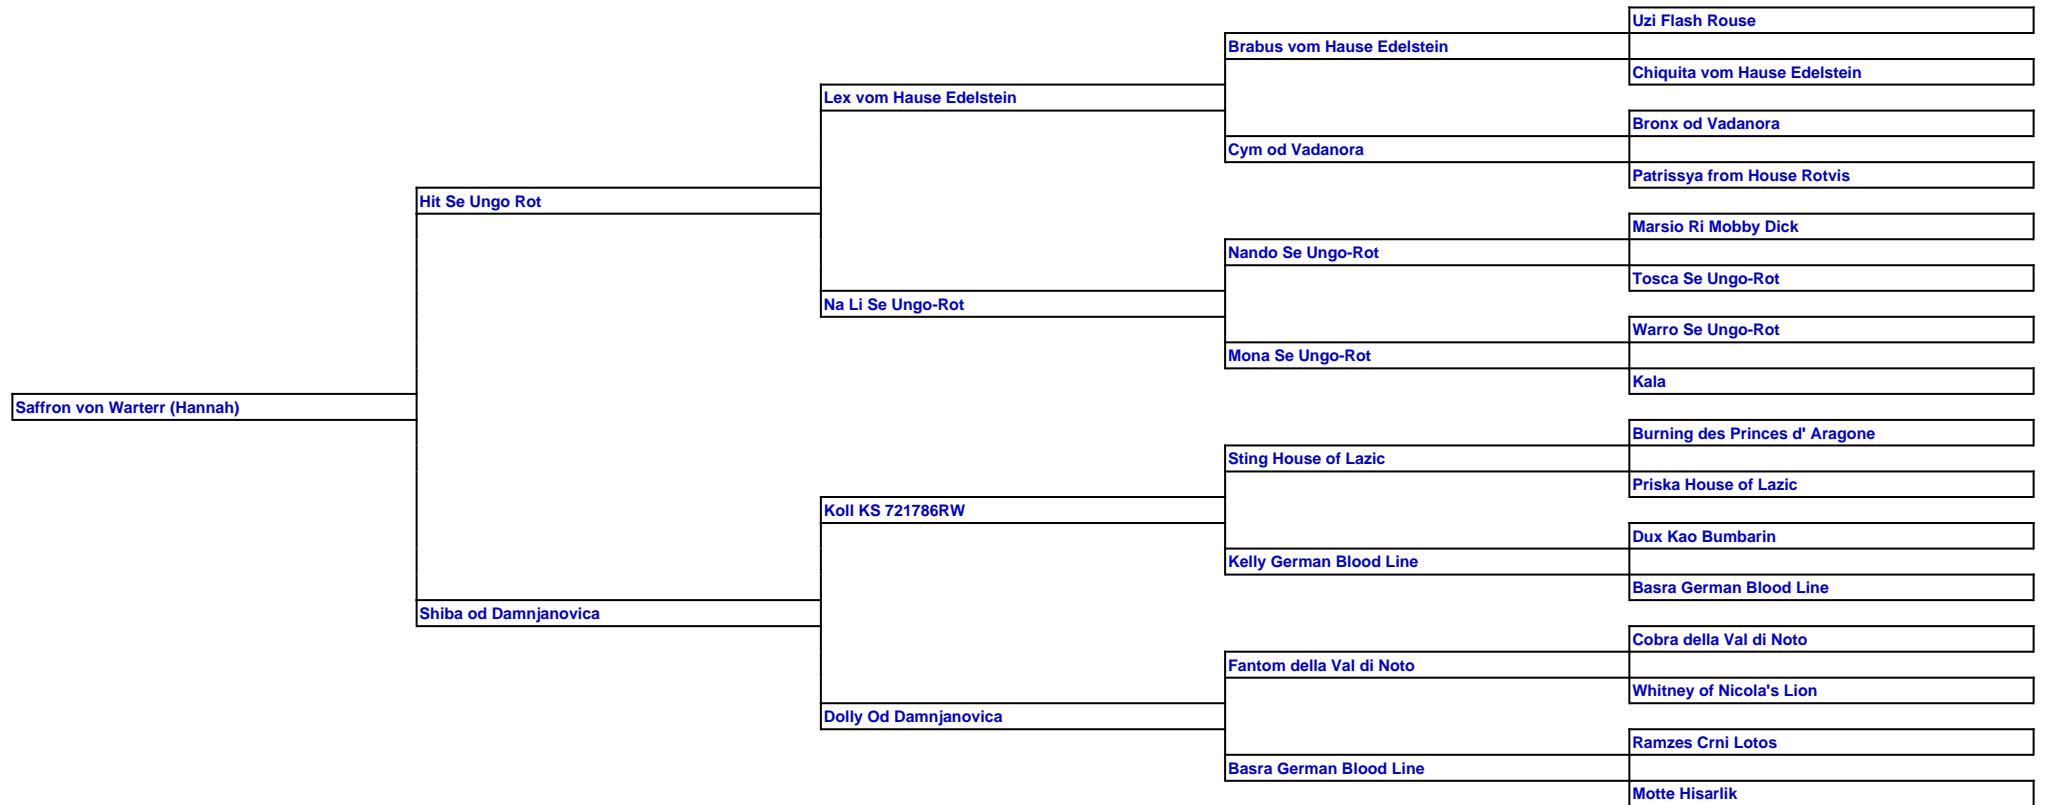 Uzi Flash Rouse
Brabus vom Hause Edelstein
Chiquita vom Hause Edelstein
Lex vom Hause Edelstein
Bronx od Vadanora
Cym od Vadanora
Patrissya from House Rotvis
Hit Se Ungo Rot
Marsio Ri Mobby Dick
Nando Se Ungo-Rot
Tosca Se Ungo-Rot
Na Li Se Ungo-Rot
Warro Se Ungo-Rot
Mona Se Ungo-Rot
Kala
Saffron von Warterr (Hannah)
Burning des Princes d' Aragone
Sting House of Lazic
Priska House of Lazic
Koll KS 721786RW
Dux Kao Bumbarin
Kelly German Blood Line
Basra German Blood Line
Shiba od Damnjanovica
Cobra della Val di Noto
Fantom della Val di Noto
Whitney of Nicola's Lion
Dolly Od Damnjanovica
Ramzes Crni Lotos
Basra German Blood Line
Motte Hisarlik